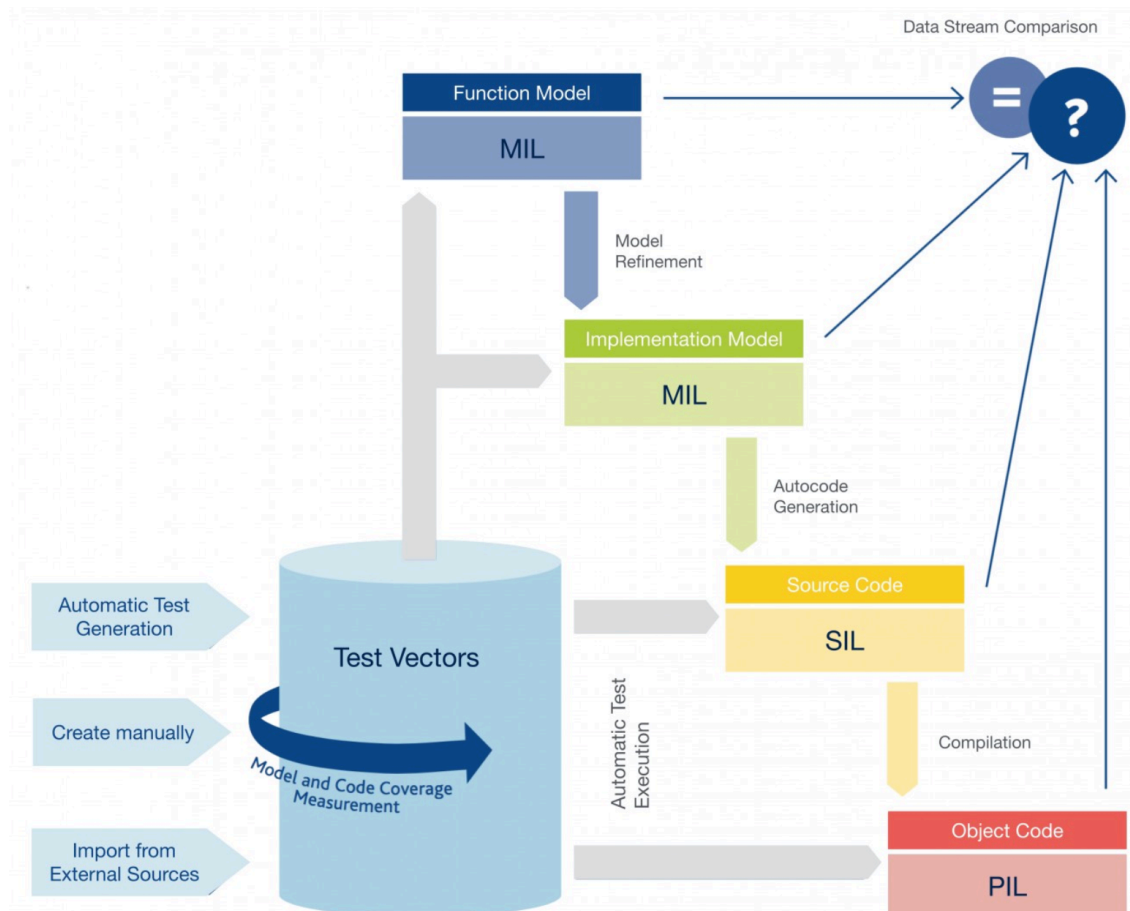 Data Stream Comparison
= ?
Function Model
MIL
Model
Refinement
Implementation Model
MIL
Autocode
Generation
Automatic Test
Generation
Source Code
SIL
Test Vectors
Create manually
Model and Code Coverage
Measurement
Automatic Test
Execution
Compilation
Import from
External Sources
Object Code
PIL